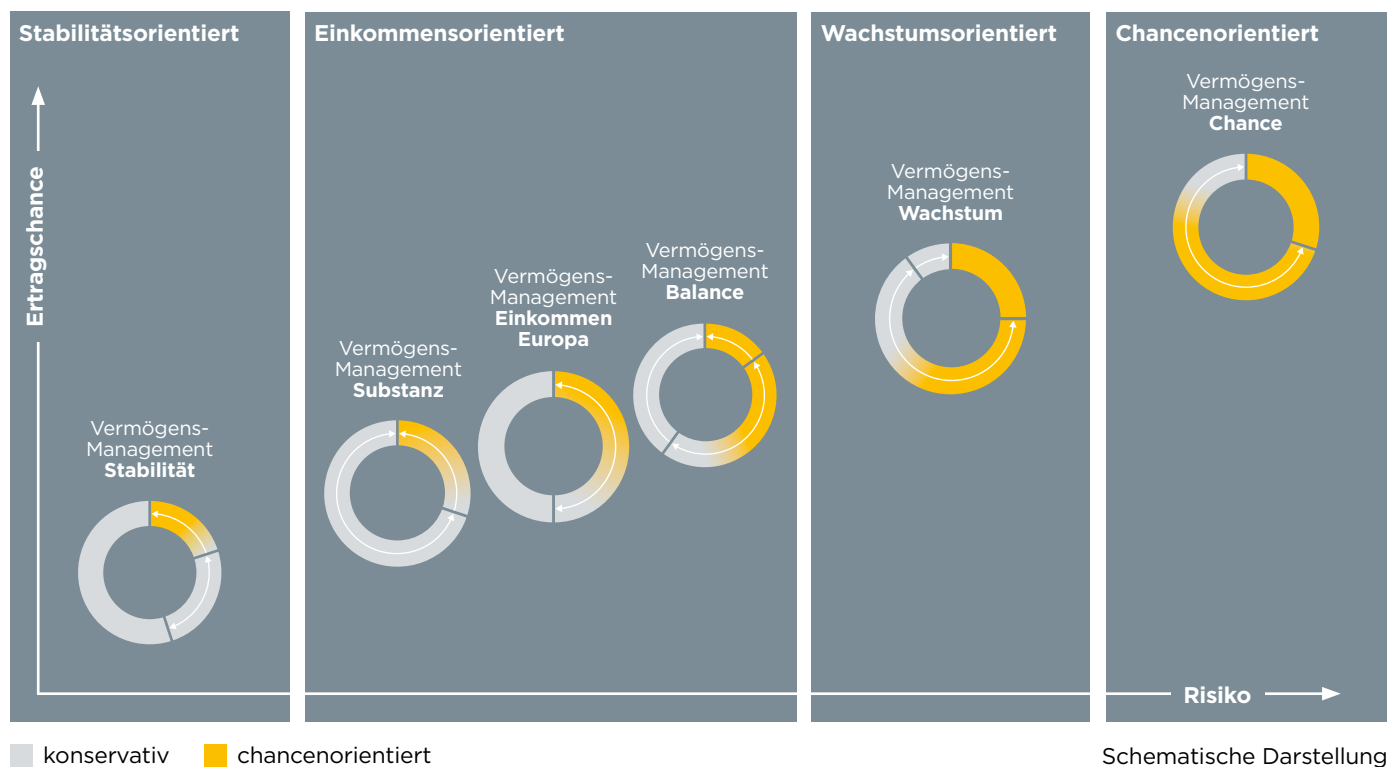 Stabilitätsorientiert
Einkommensorientiert
Wachstumsorientiert
Chancenorientiert
Ertragschance
Vermögens-
Management
Stabilität
Vermögens-
Management
Substanz
Vermögens-
Management
Einkommen
Europa
Vermögens-
Management
Balance
Vermögens-
Management
Wachstum
Vermögens-
Management
Chance
Risiko
konservativ
chancenorientiert
Schematische Darstellung